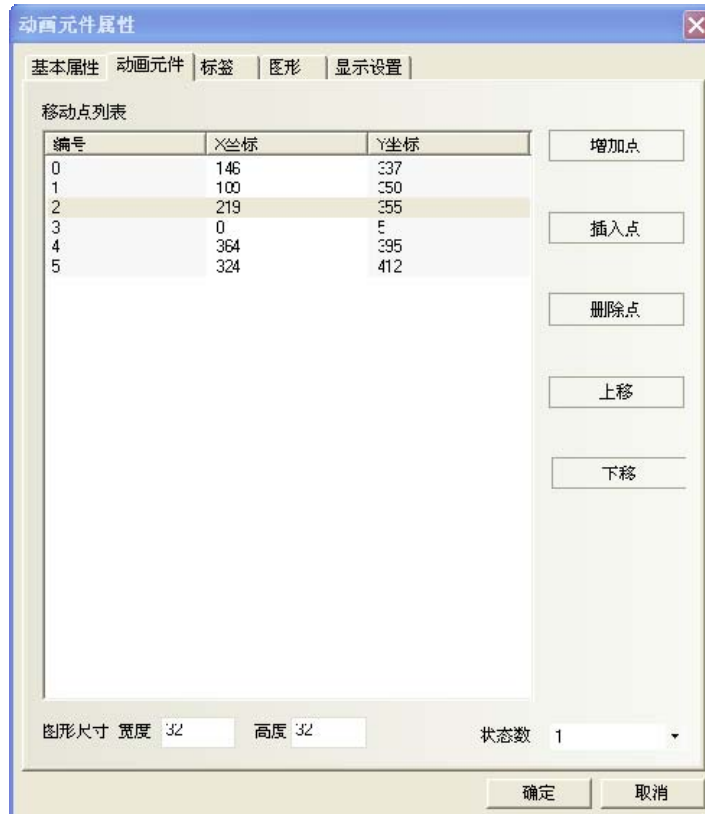 动画元件属性
基本属性 动画元件 标签 图形 显示设置
移动点列表
编号 X坐标 Y坐标
0 146 337
1 100 350
2 219 355
3 0 5
4 364 395
5 324 412
增加点
插入点
删除点
上移
下移
图形尺寸 宽度 32 高度 32 状态数 1
确定 取消